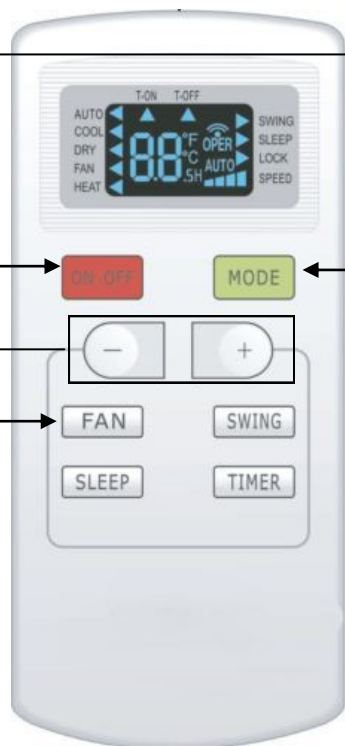 T-ON T-OFF
AUTO
COOL
DRY
FAN
HEAT
88 °F °C .5H
OPER
AUTO
SWING
SLEEP
LOCK
SPEED
ON OFF MODE
- +
FAN SWING
SLEEP TIMER